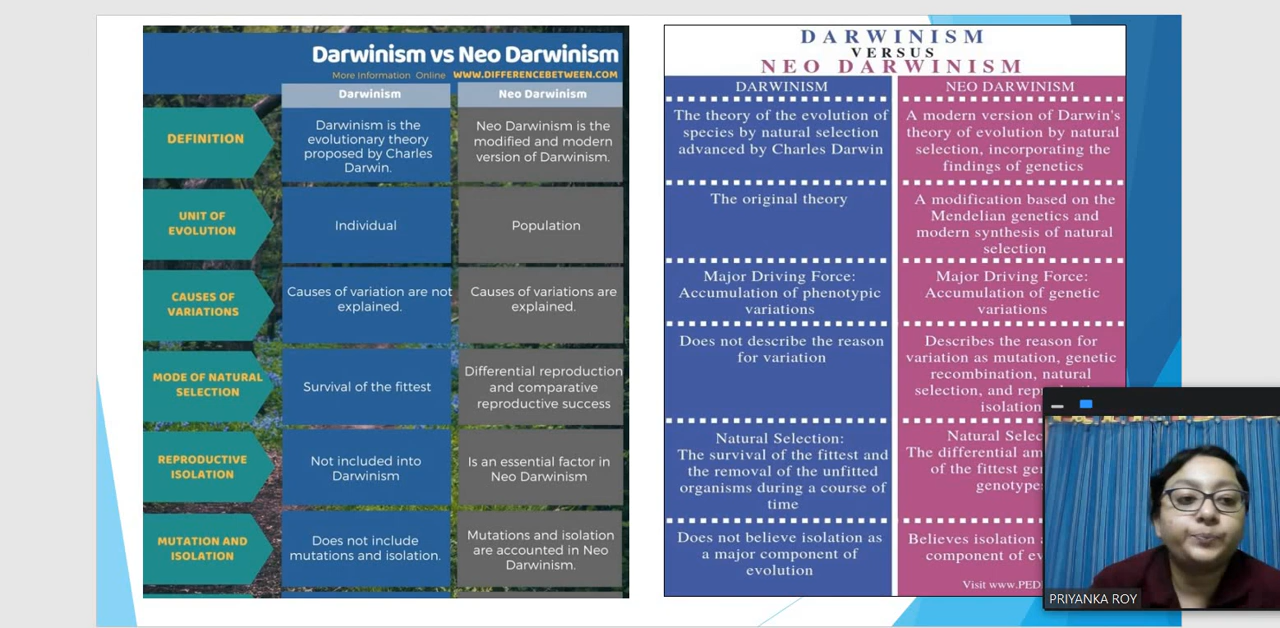 Darwinism vs Neo Darwinism
More Information Online WWW.DIFFERENCEBETWEEN.COM
Darwinism
Neo Darwinism
DEFINITION
Darwinism is the
evolutionary theory
proposed by Charles
Darwin.
Neo Darwinism is the
modified and modern
version of Darwinism.
UNIT OF
EVOLUTION
Individual
Population
CAUSES OF
VARIATIONS
Causes of variation are not
explained.
Causes of variations are
explained.
MODE OF NATURAL
SELECTION
Survival of the fittest
Differential reproduction
and comparative
reproductive success
REPRODUCTIVE
ISOLATION
Not included into
Darwinism
Is an essential factor in
Neo Darwinism
MUTATION AND
ISOLATION
Does not include
mutations and isolation.
Mutations and isolation
are accounted in Neo
Darwinism.
DARWINISM
VERSUS
NEO DARWINISM
DARWINISM
NEO DARWINISM
The theory of the evolution of
species by natural selection
advanced by Charles Darwin
A modern version of Darwin's
theory of evolution by natural
selection, incorporating the
findings of genetics
The original theory
A modification based on the
Mendelian genetics and
modern synthesis of natural
selection
Major Driving Force:
Accumulation of phenotypic
variations
Major Driving Force:
Accumulation of genetic
variations
Does not describe the reason
for variation
Describes the reason for
variation as mutation, genetic
recombination, natural
selection, and
isolation
Natural Selection:
The survival of the fittest and
the removal of the unfitted
organisms during a course of
time
Natural
The differential
of the fittest
Does not believe isolation as
a major component of
evolution
Believes isolation
component of
Visit
PRIYANKA ROY